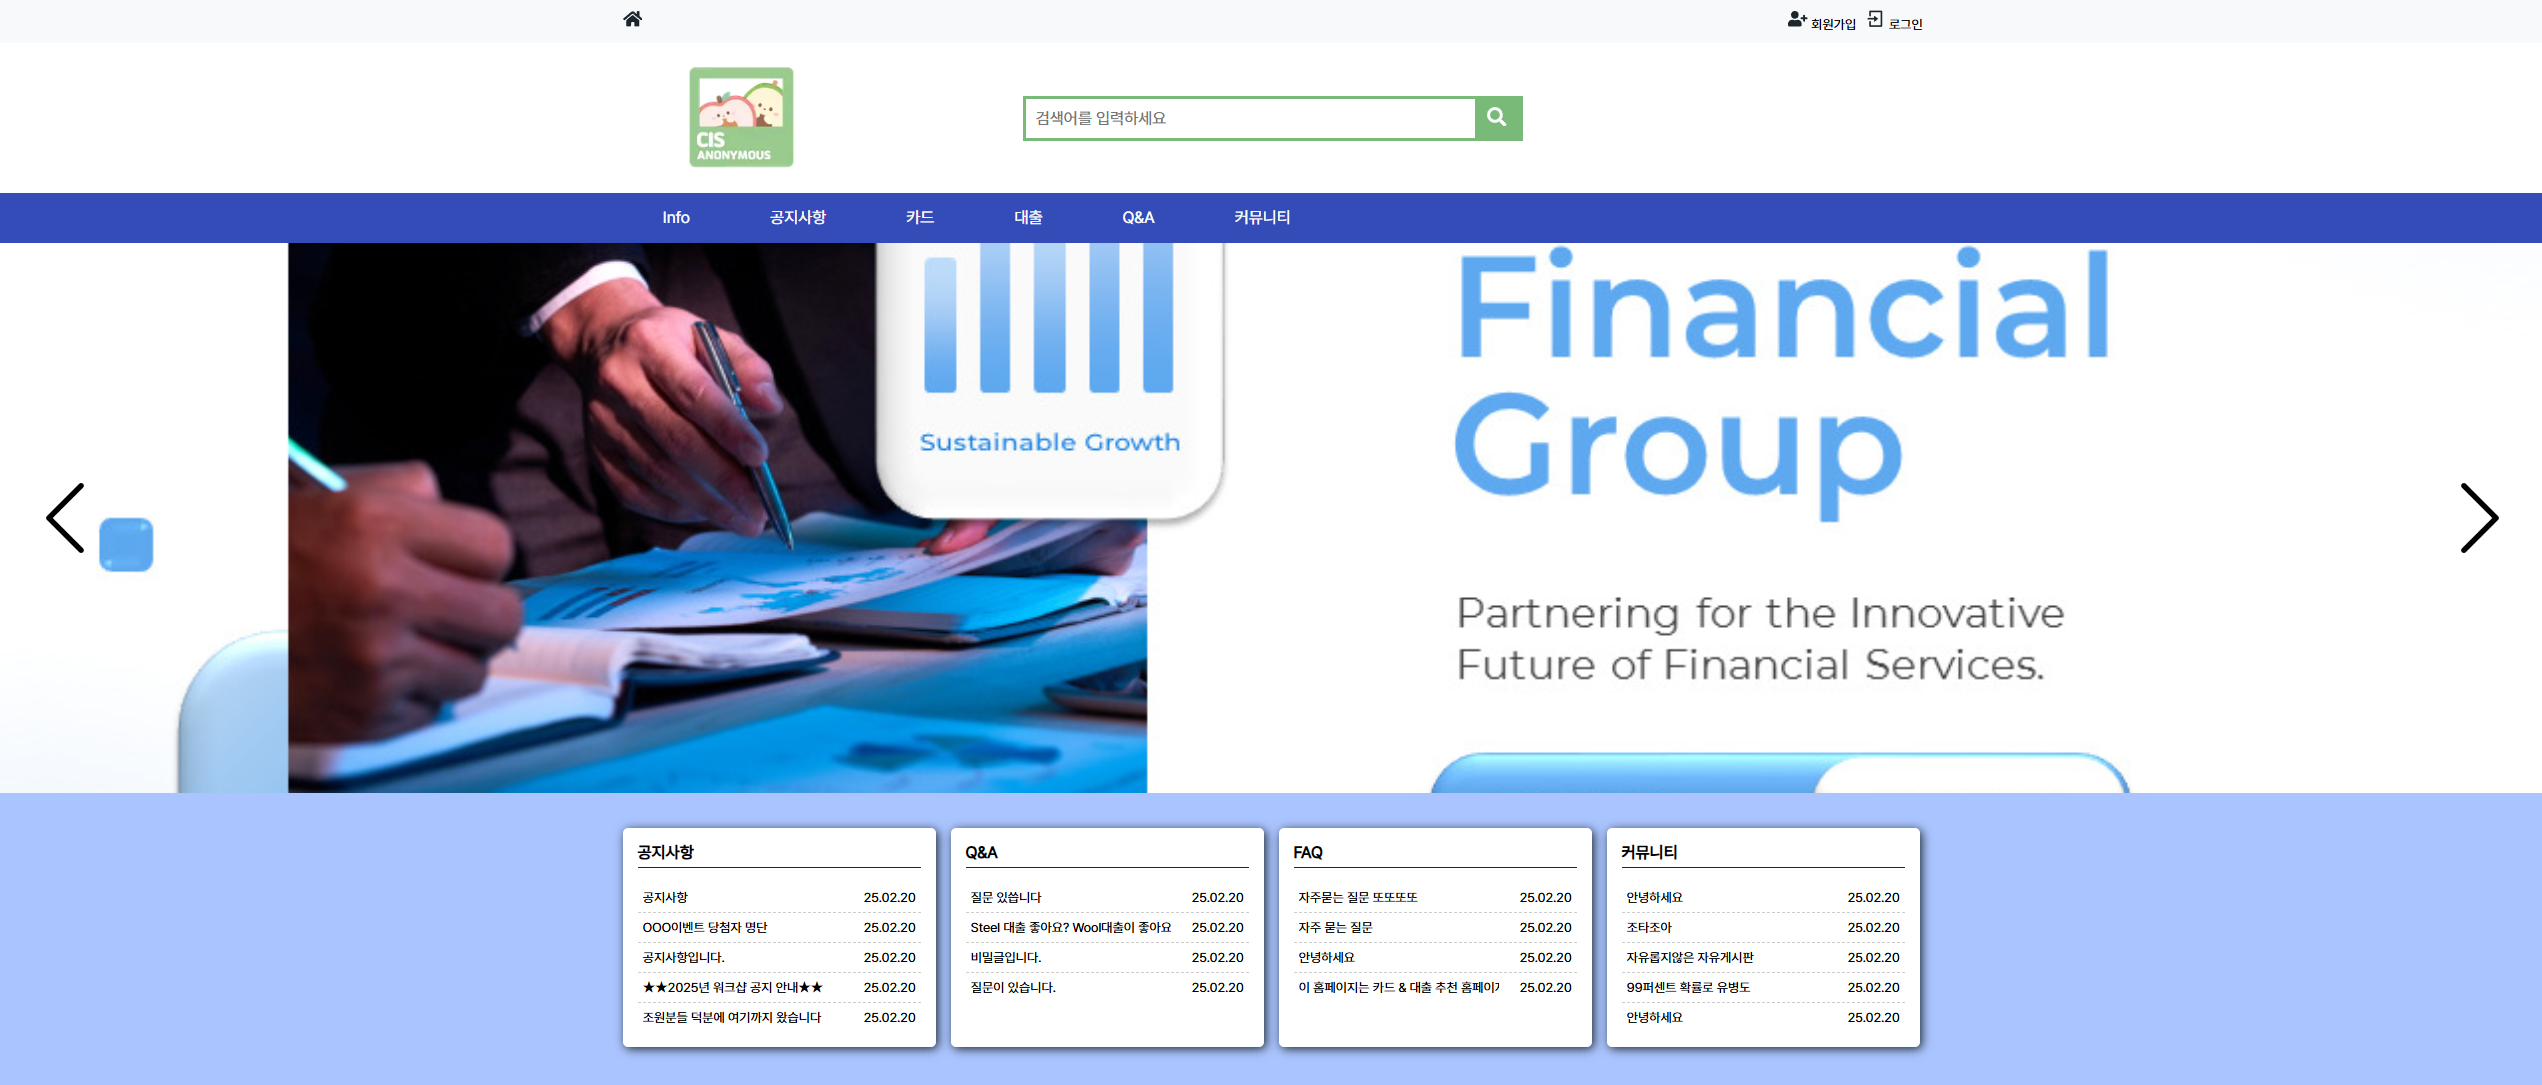 회원가입 로그인
CIS
ANONYMOUS
검색어를 입력하세요
Info 공지사항 카드 대출 Q&A 커뮤니티
Sustainable Growth
Financial
Group
Partnering for the Innovative
Future of Financial Services.
공지사항
공지사항 25.02.20
OOO이벤트 당첨자 명단 25.02.20
공지사항입니다. 25.02.20
★★2025년 워크샵 공지 안내★★ 25.02.20
조원분들 덕분에 여기까지 왔습니다 25.02.20
Q&A
질문 있씁니다 25.02.20
Steel 대출 좋아요? Wool대출이 좋아요 25.02.20
비밀글입니다. 25.02.20
질문이 있습니다. 25.02.20
FAQ
자주묻는 질문 또또또또 25.02.20
자주 묻는 질문 25.02.20
안녕하세요 25.02.20
이 홈페이지는 카드 & 대출 추천 25.02.20
커뮤니티
안녕하세요 25.02.20
조타조아 25.02.20
자유롭지않은 자유게시판 25.02.20
99퍼센트 확률로 유병도 25.02.20
안녕하세요 25.02.20